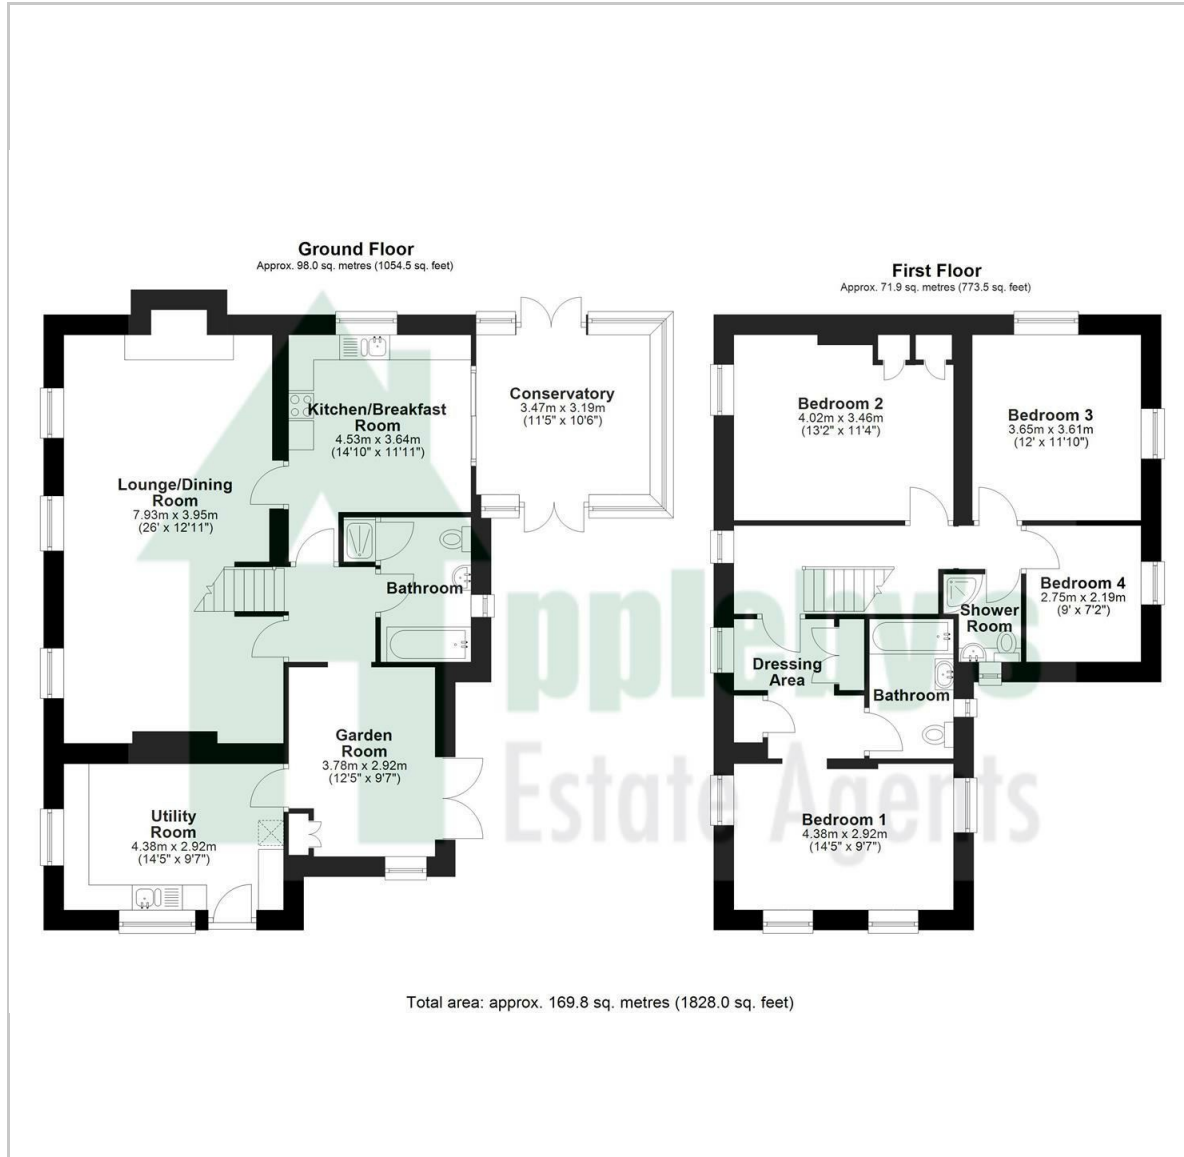 Ground Floor
Approx. 98.0 sq. metres (1054.5 sq. feet)
First Floor
Approx. 71.9 sq. metres (773.5 sq. feet)
Kitchen/Breakfast
Room
4.53m x 3.64m
(14'10" x 11'11")
Conservatory
3.47m x 3.19m
(11'5" x 10'6")
Lounge/Dining
Room
7.93m x 3.95m
(26' x 12'11")
Bathroom
Garden
Room
3.78m x 2.92m
(12'5" x 9'7")
Utility
Room
4.38m x 2.92m
(14'5" x 9'7")
Bedroom 2
4.02m x 3.46m
(13'2" x 11'4")
Bedroom 3
3.65m x 3.61m
(12' x 11'10")
Bedroom 4
2.75m x 2.19m
(9' x 7'2")
Shower
Room
Dressing
Area
Bathroom
Bedroom 1
4.38m x 2.92m
(14'5" x 9'7")
ppleby's
Estate Agents
Total area: approx. 169.8 sq. metres (1828.0 sq. feet)